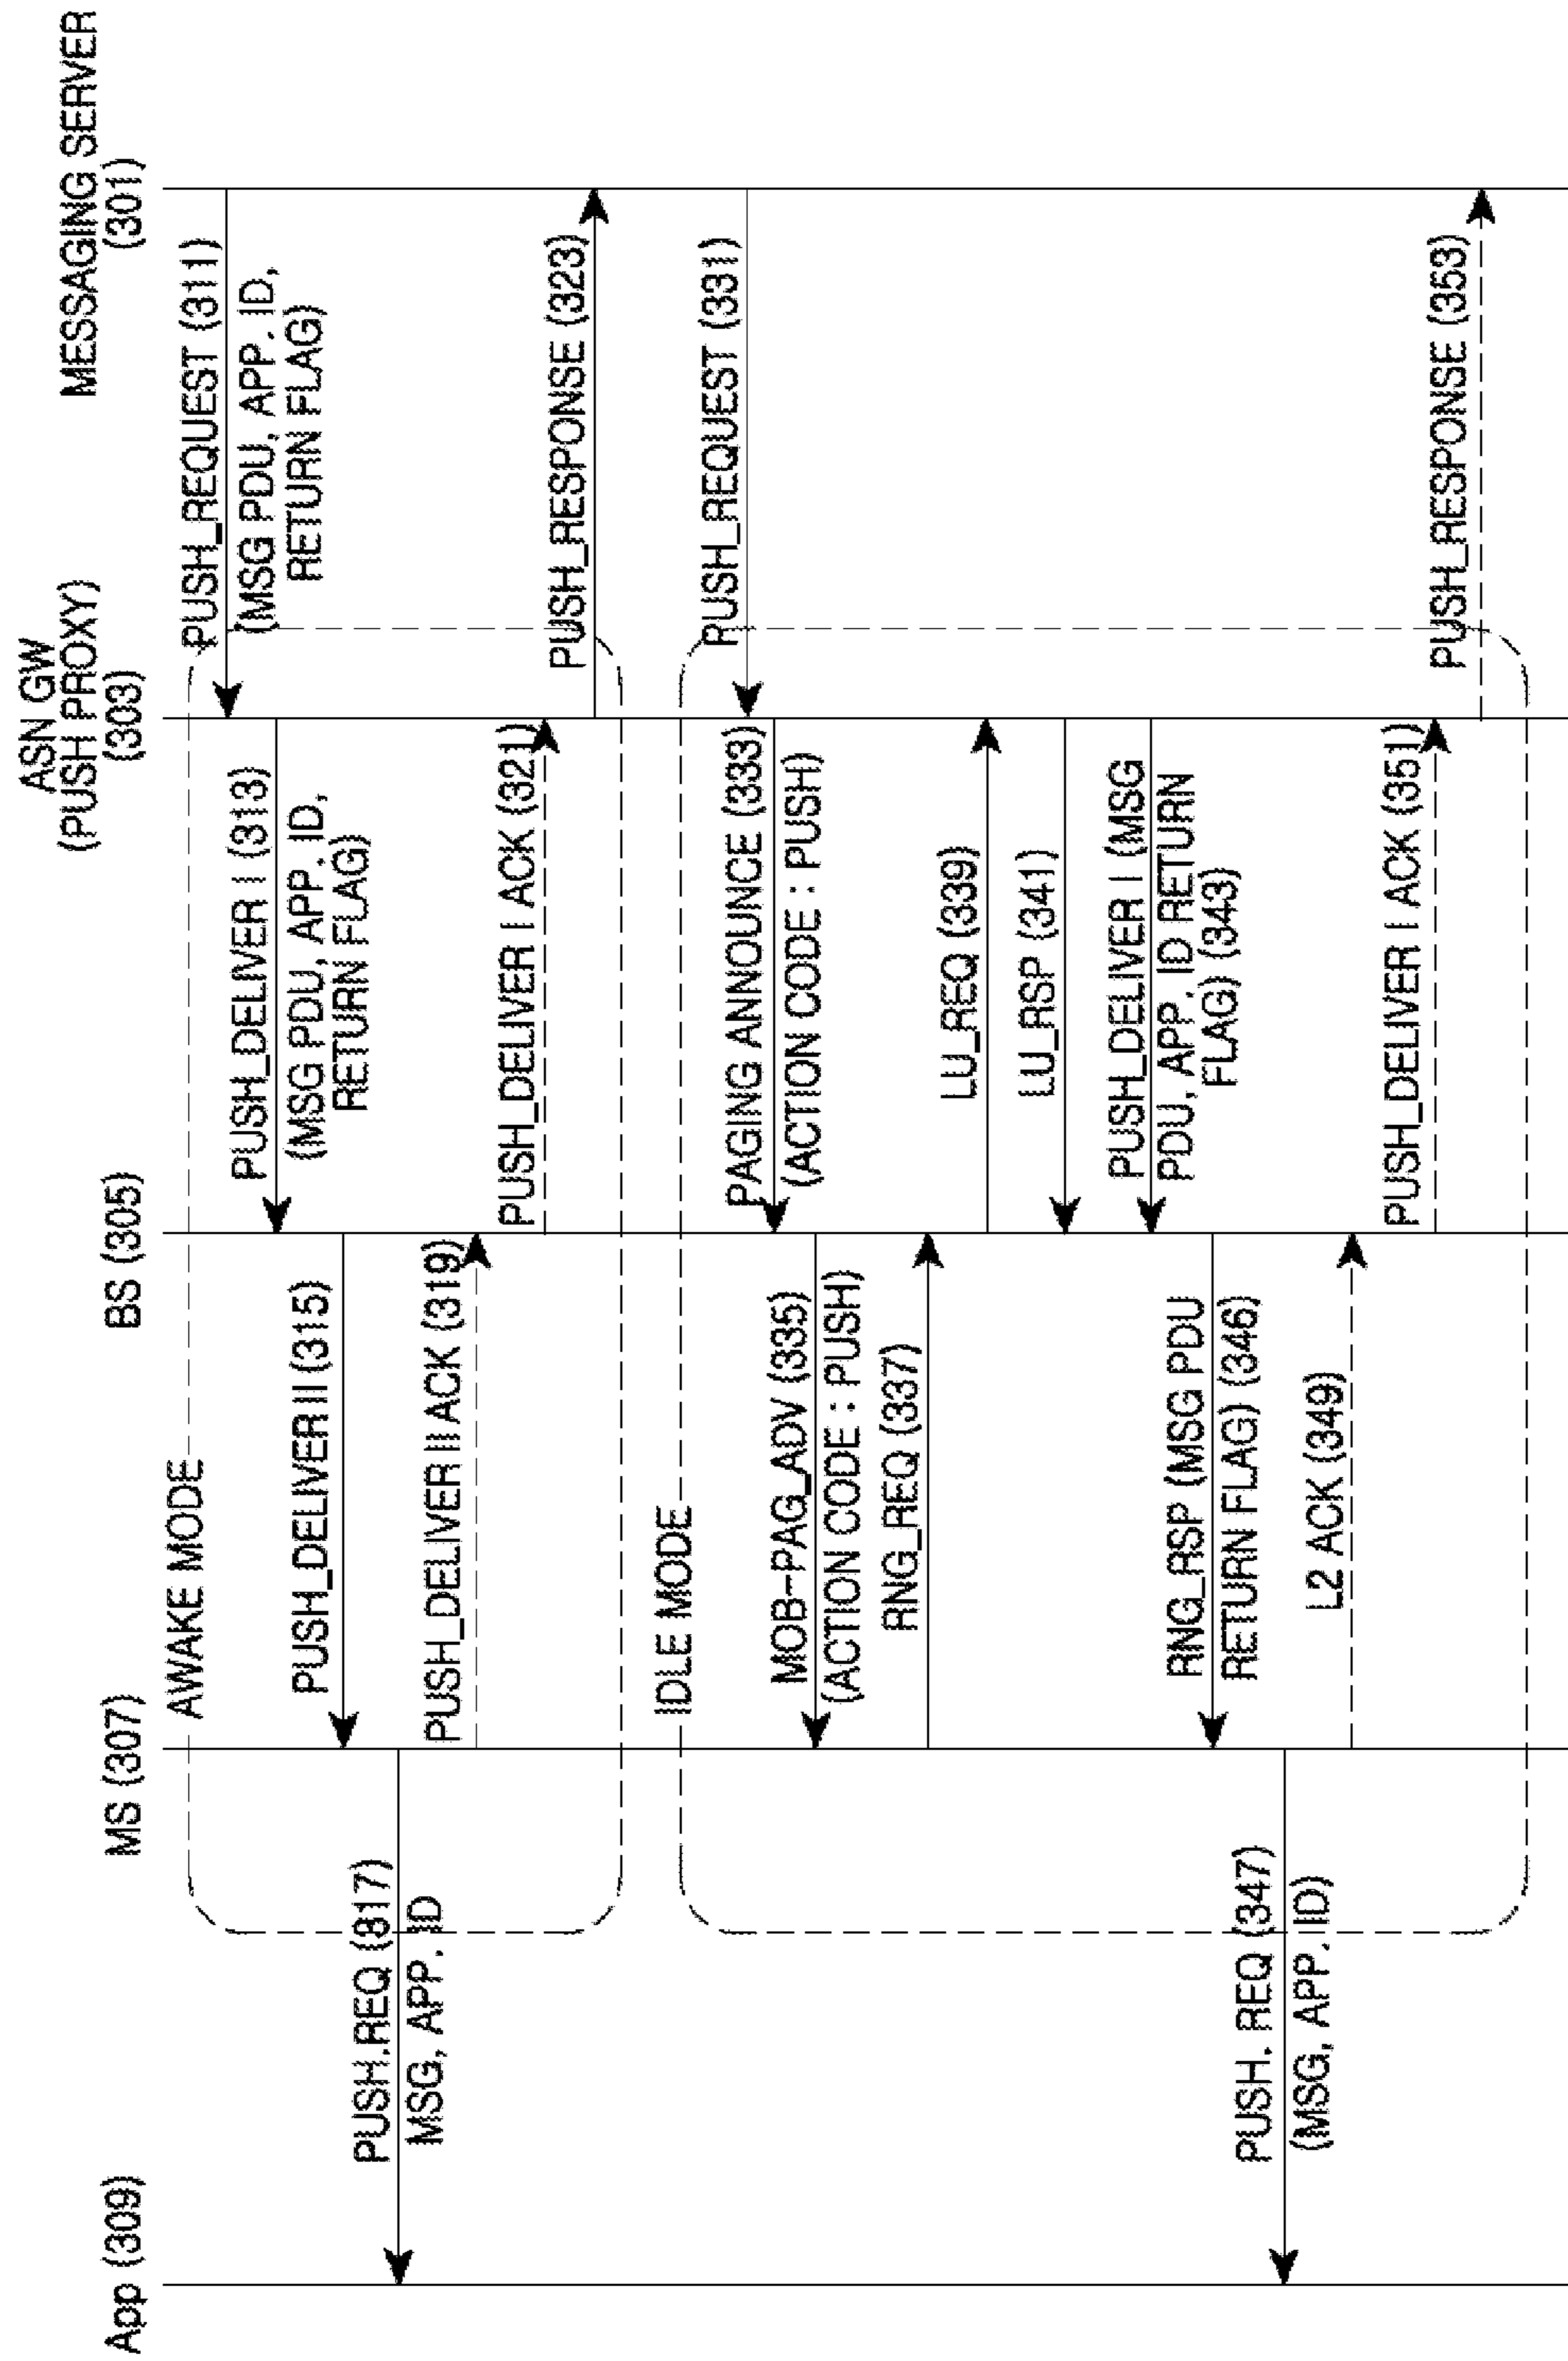 App (309)
MS (307)
BS (305)
ASN GW
(PUSH PROXY)
(303)
MESSAGING SERVER
(301)
AWAKE MODE
PUSH_REQUEST (311)
(MSG PDU, APP. ID,
RETURN FLAG)
PUSH_DELIVER I (313)
(MSG PDU, APP. ID,
RETURN FLAG)
PUSH_DELIVER II (315)
PUSH.REQ (317)
MSG, APP. ID
PUSH_DELIVER II ACK (319)
PUSH_DELIVER I ACK (321)
PUSH_RESPONSE (323)
IDLE MODE
PUSH_REQUEST (331)
PAGING ANNOUNCE (333)
(ACTION CODE : PUSH)
MOB-PAG_ADV (335)
(ACTION CODE : PUSH)
RNG_REQ (337)
LU_REQ (339)
LU_RSP (341)
PUSH_DELIVER I (MSG
PDU, APP. ID RETURN
FLAG) (343)
RNG_RSP (MSG PDU
RETURN FLAG) (346)
PUSH. REQ (347)
(MSG, APP. ID)
L2 ACK (349)
PUSH_DELIVER I ACK (351)
PUSH_RESPONSE (353)